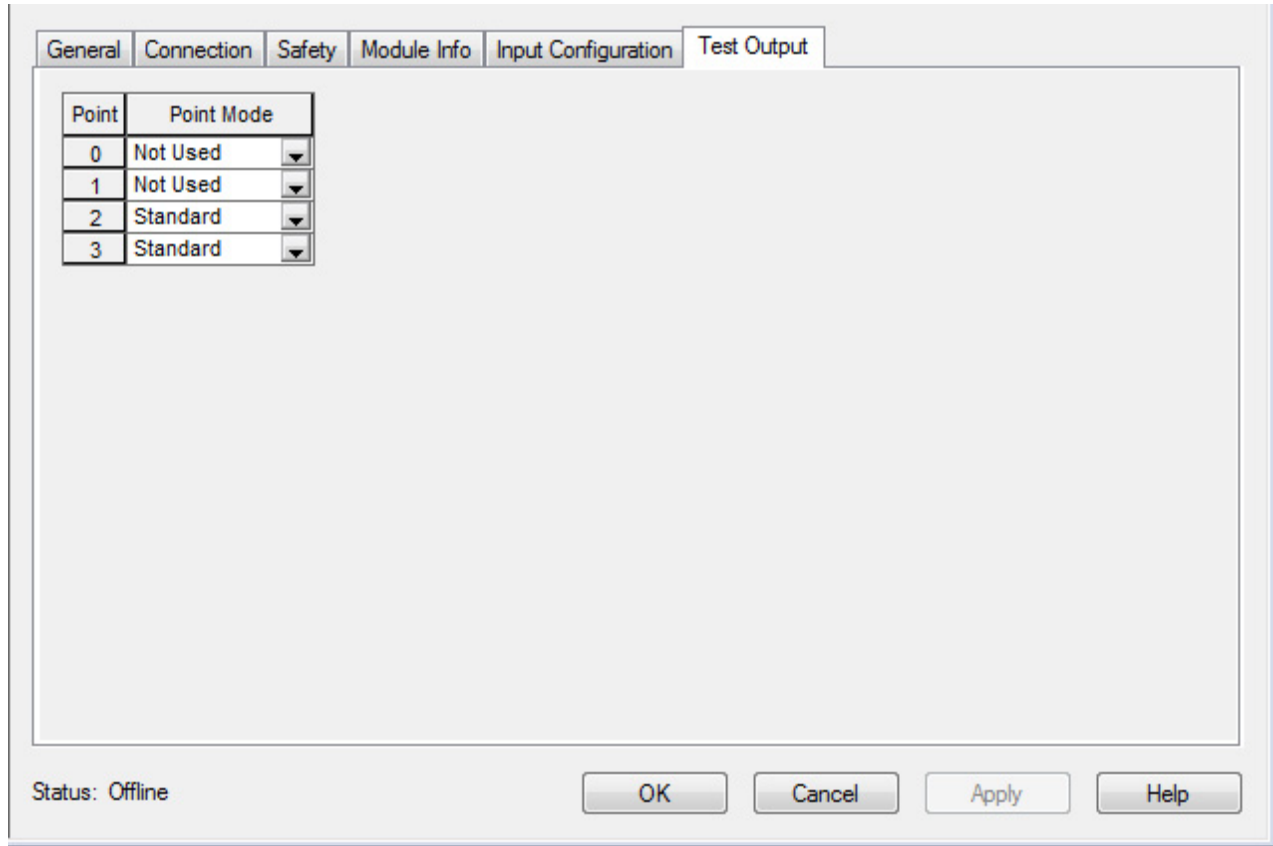 General Connection Safety Module Info Input Configuration Test Output
Point Point Mode
0 Not Used
1 Not Used
2 Standard
3 Standard
Status: Offline OK Cancel Apply Help